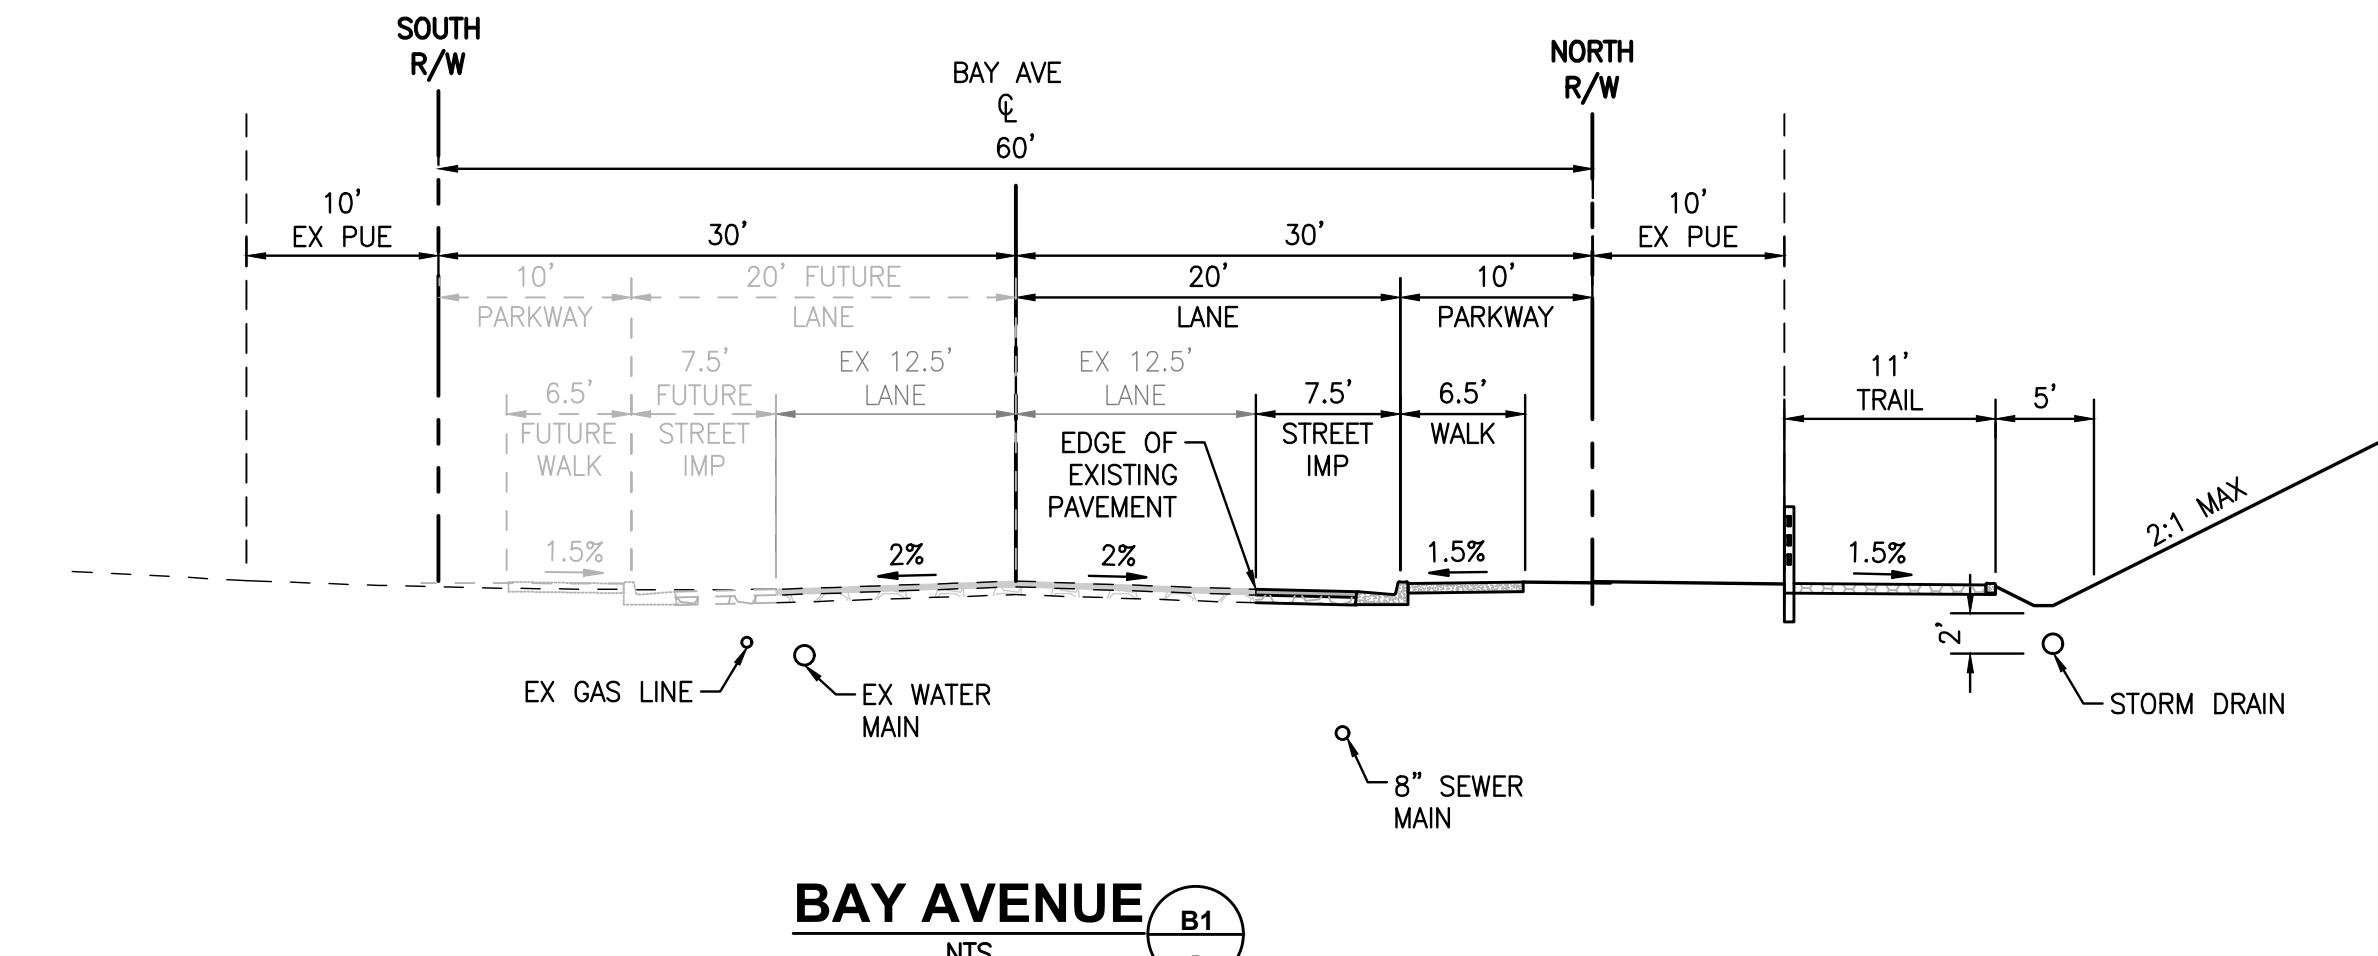 SOUTH
R/W
NORTH
R/W
BAY AVE
℄
60'
10'
EX PUE
30'
30'
10'
EX PUE
10'
PARKWAY
20' FUTURE
LANE
20'
LANE
10'
PARKWAY
6.5'
FUTURE
WALK
7.5'
FUTURE
STREET
IMP
EX 12.5'
LANE
EX 12.5'
LANE
7.5'
STREET
IMP
6.5'
WALK
11'
TRAIL
5'
EDGE OF
EXISTING
PAVEMENT
2:1 MAX
1.5%
2%
2%
1.5%
1.5%
2'
EX GAS LINE
EX WATER
MAIN
8" SEWER
MAIN
STORM DRAIN
BAY AVENUE
B1
NTS